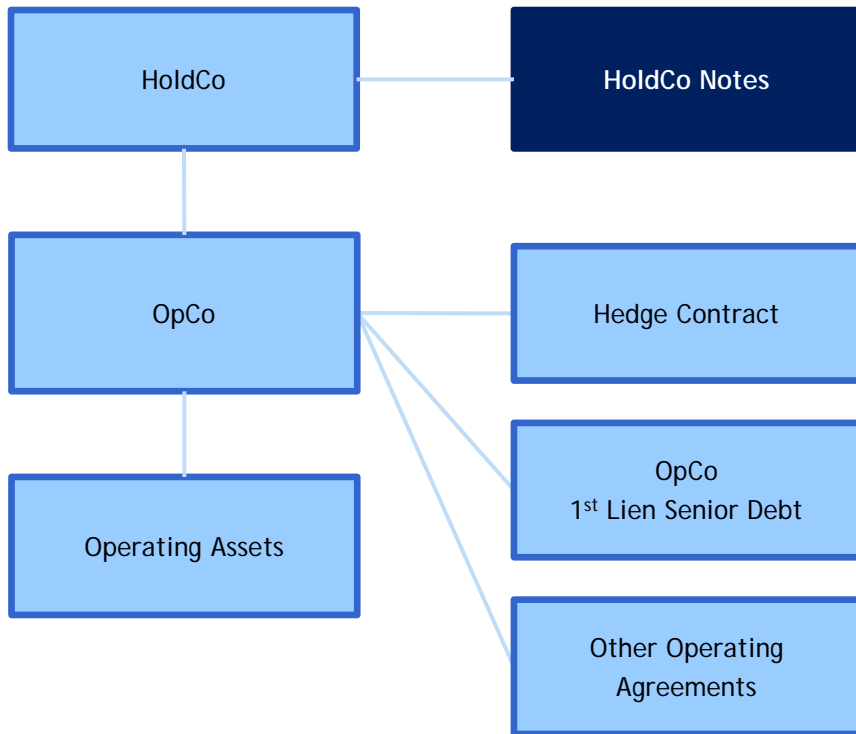 HoldCo
HoldCo Notes
OpCo
Hedge Contract
OpCo
1st Lien Senior Debt
Operating Assets
Other Operating
Agreements